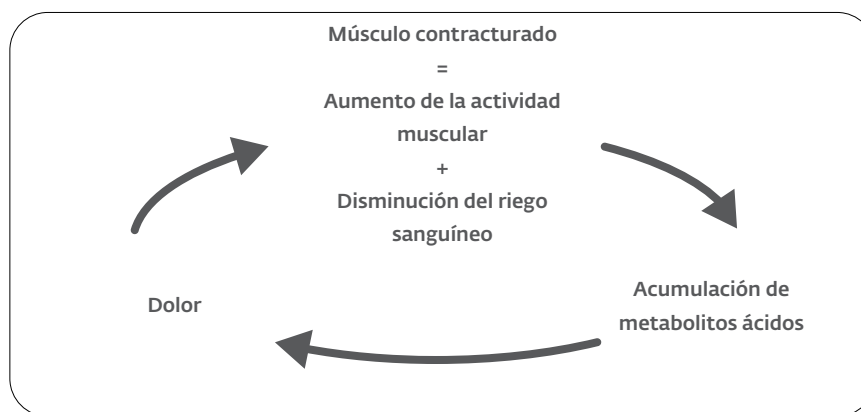 Músculo contracturado
=
Aumento de la actividad
muscular
+
Disminución del riego
sanguíneo
Dolor
Acumulación de
metabolitos ácidos